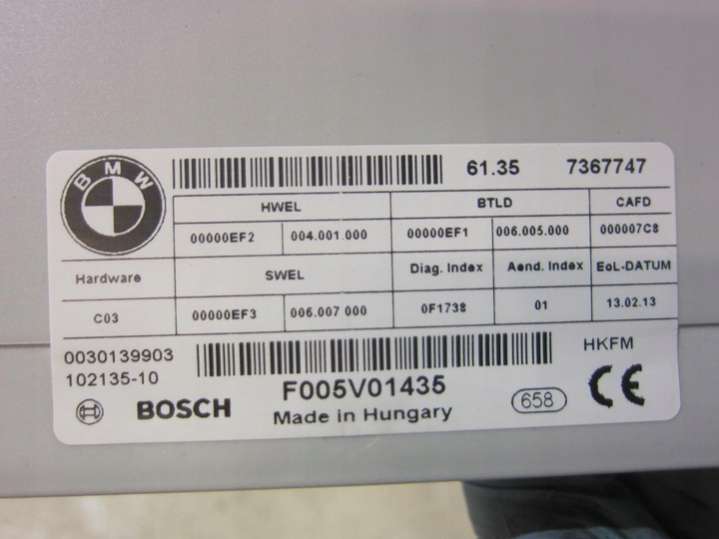 BMW
61.35 7367747
HWEL BTLD CAFD
00000EF2 004.001.000 00000EF1 006.005.000 000007C8
Hardware SWEL Diag. Index Aend. Index EoL-DATUM
C03 00000EF3 006.007 000 0F1738 01 13.02.13
0030139903 HKFM
102135-10 F005V01435
BOSCH Made in Hungary 658 CE